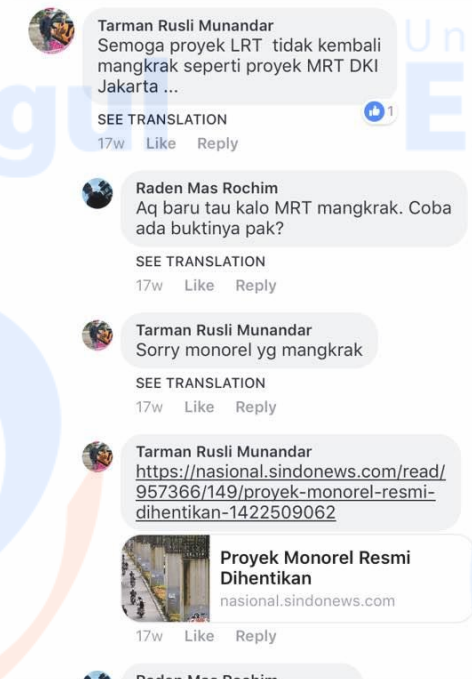 Tarman Rusli Munandar
Semoga proyek LRT tidak kembali
mangkrak seperti proyek MRT DKI
Jakarta ...
SEE TRANSLATION
1
17w Like Reply
Raden Mas Rochim
Aq baru tau kalo MRT mangkrak. Coba
ada buktinya pak?
SEE TRANSLATION
17w Like Reply
Tarman Rusli Munandar
Sorry monorel yg mangkrak
SEE TRANSLATION
17w Like Reply
Tarman Rusli Munandar
https://nasional.sindonews.com/read/
957366/149/proyek-monorel-resmi-
dihentikan-1422509062
Proyek Monorel Resmi
Dihentikan
nasional.sindonews.com
17w Like Reply
Raden Mas Rochim